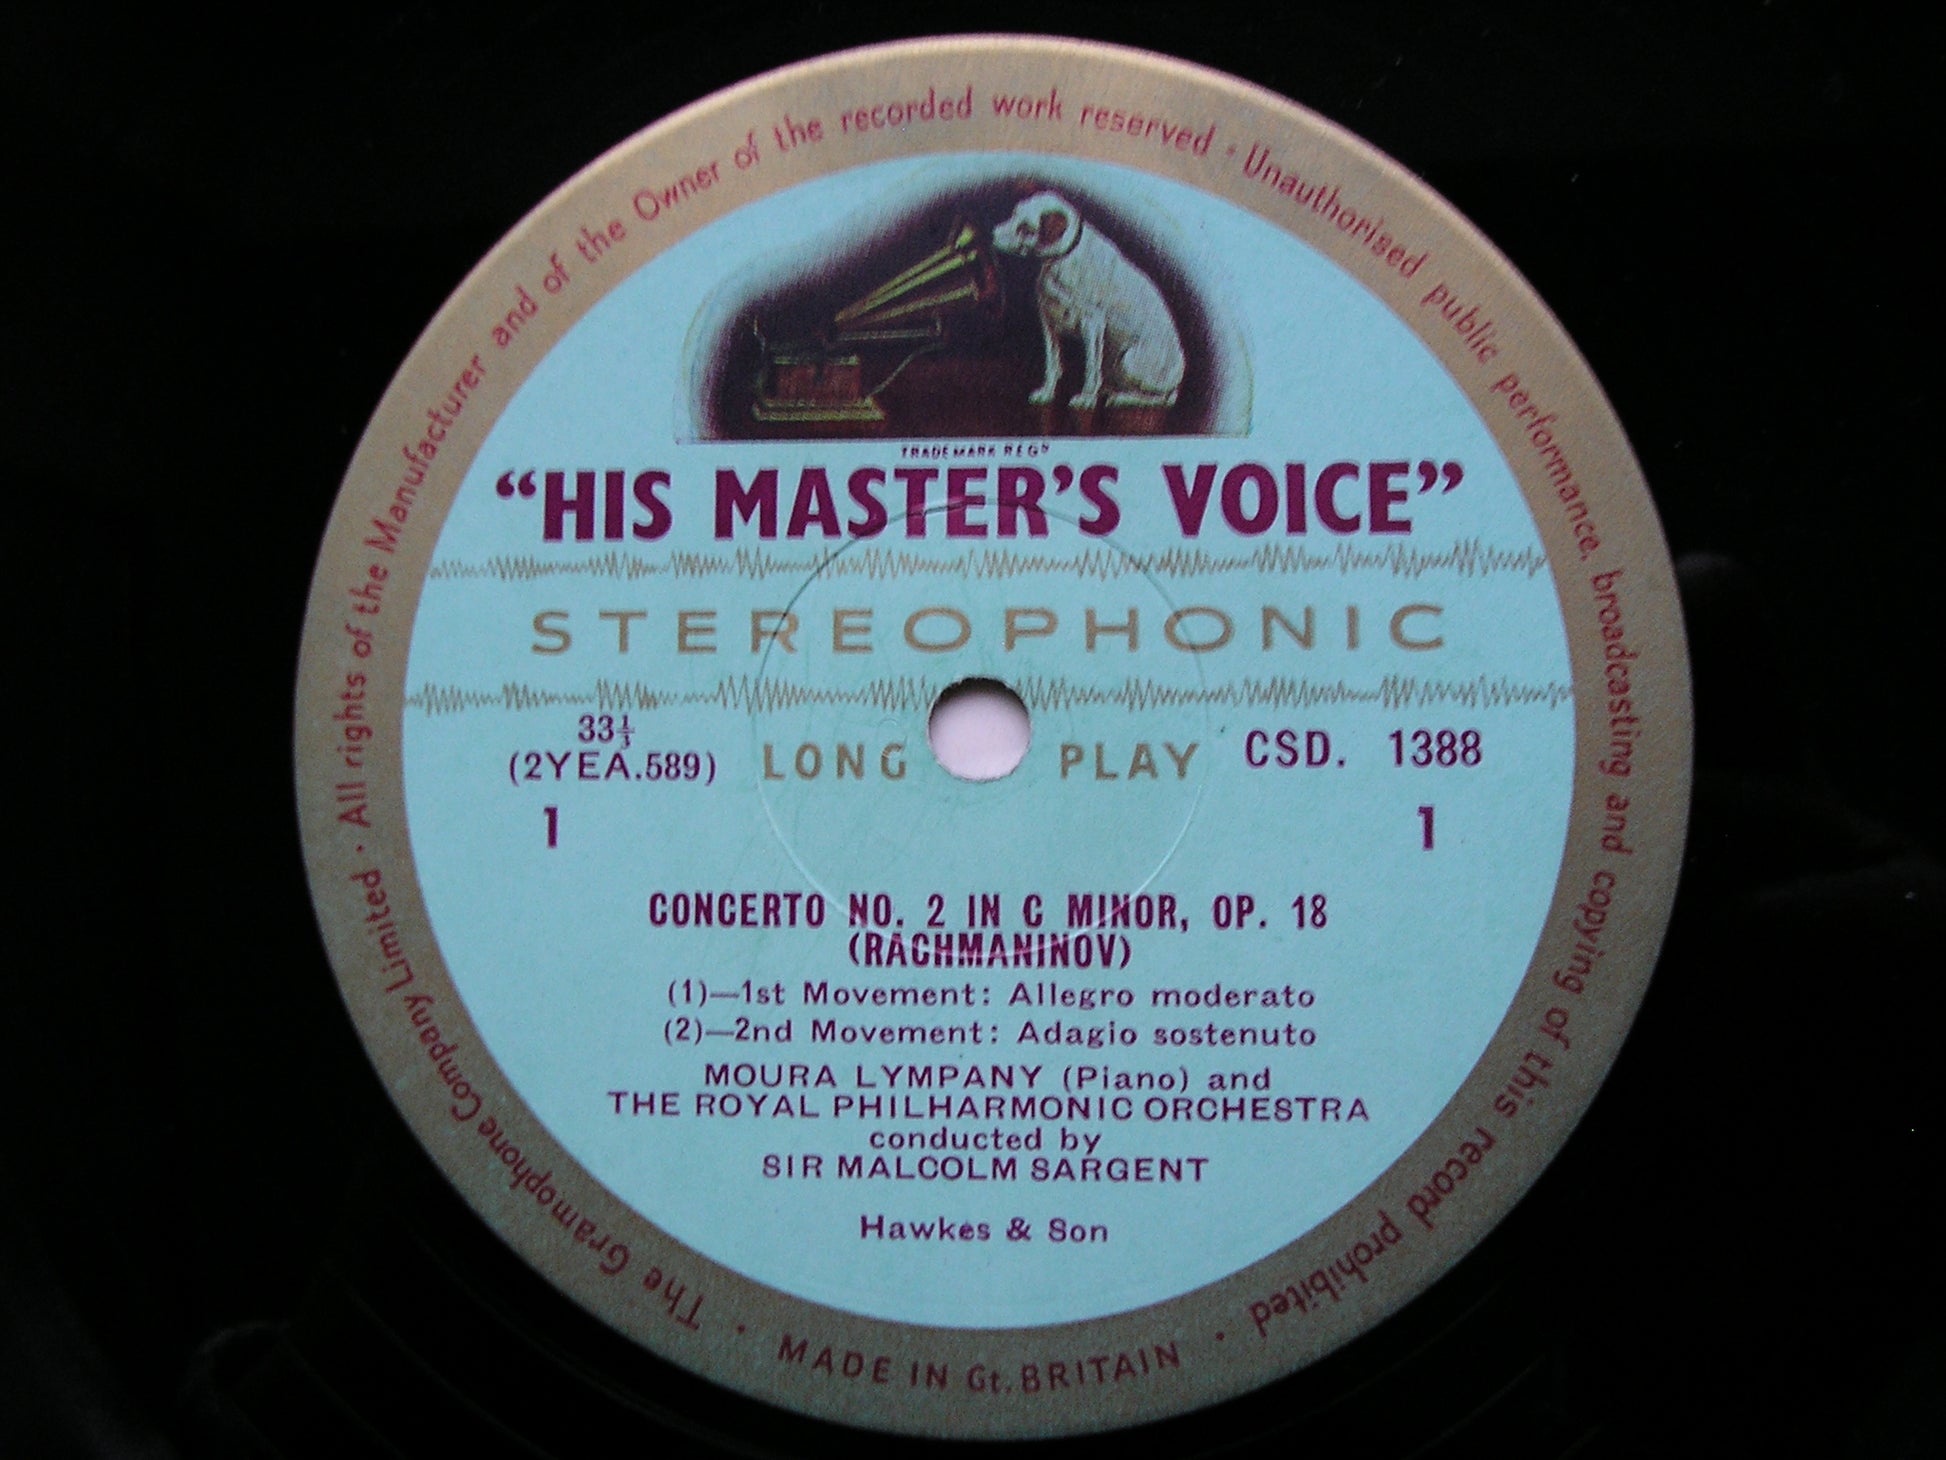 The Gramophone Company Limited · All rights of the Manufacturer and of the Owner of the recorded work reserved · Unauthorised public performance, broadcasting and copying of this record prohibited ·
TRADE MARK REGD
“HIS MASTER'S VOICE”
STEREOPHONIC
33⅓
(2YEA.589)
LONG PLAY
CSD. 1388
1 1
CONCERTO NO. 2 IN C MINOR, OP. 18
(RACHMANINOV)
(1)—1st Movement: Allegro moderato
(2)—2nd Movement: Adagio sostenuto
MOURA LYMPANY (Piano) and
THE ROYAL PHILHARMONIC ORCHESTRA
conducted by
SIR MALCOLM SARGENT
Hawkes & Son
MADE IN Gt. BRITAIN